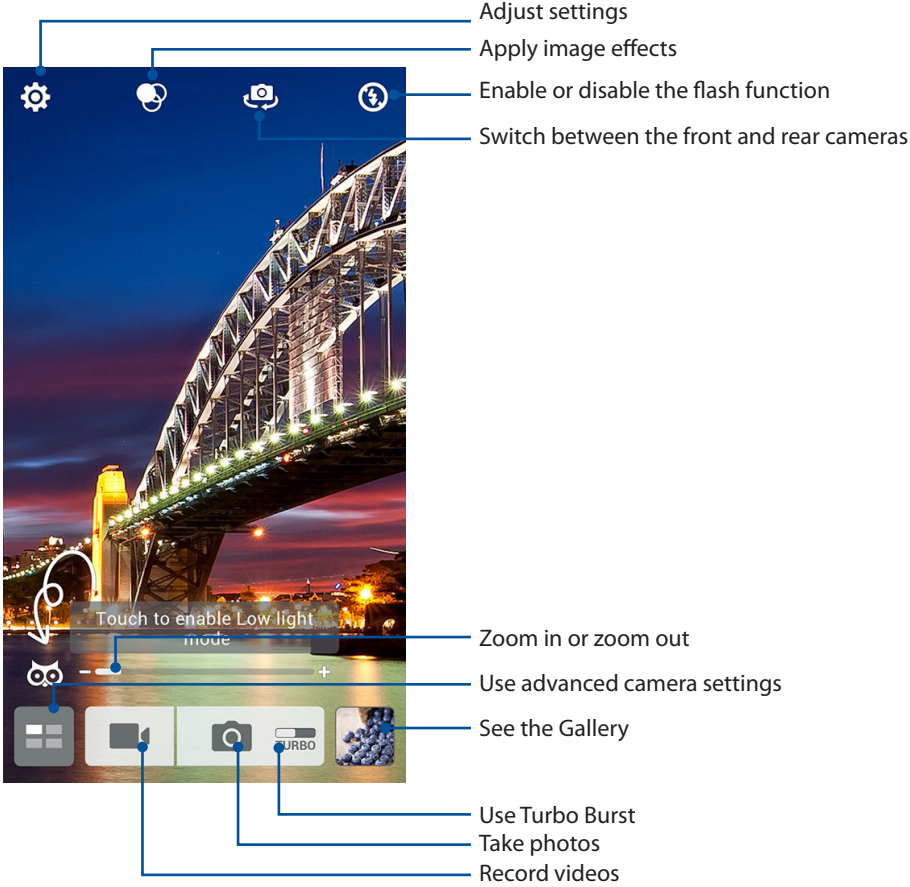 Adjust settings
Apply image effects
Enable or disable the flash function
Switch between the front and rear cameras
Touch to enable Low light
mode
Zoom in or zoom out
Use advanced camera settings
See the Gallery
TURBO
Use Turbo Burst
Take photos
Record videos